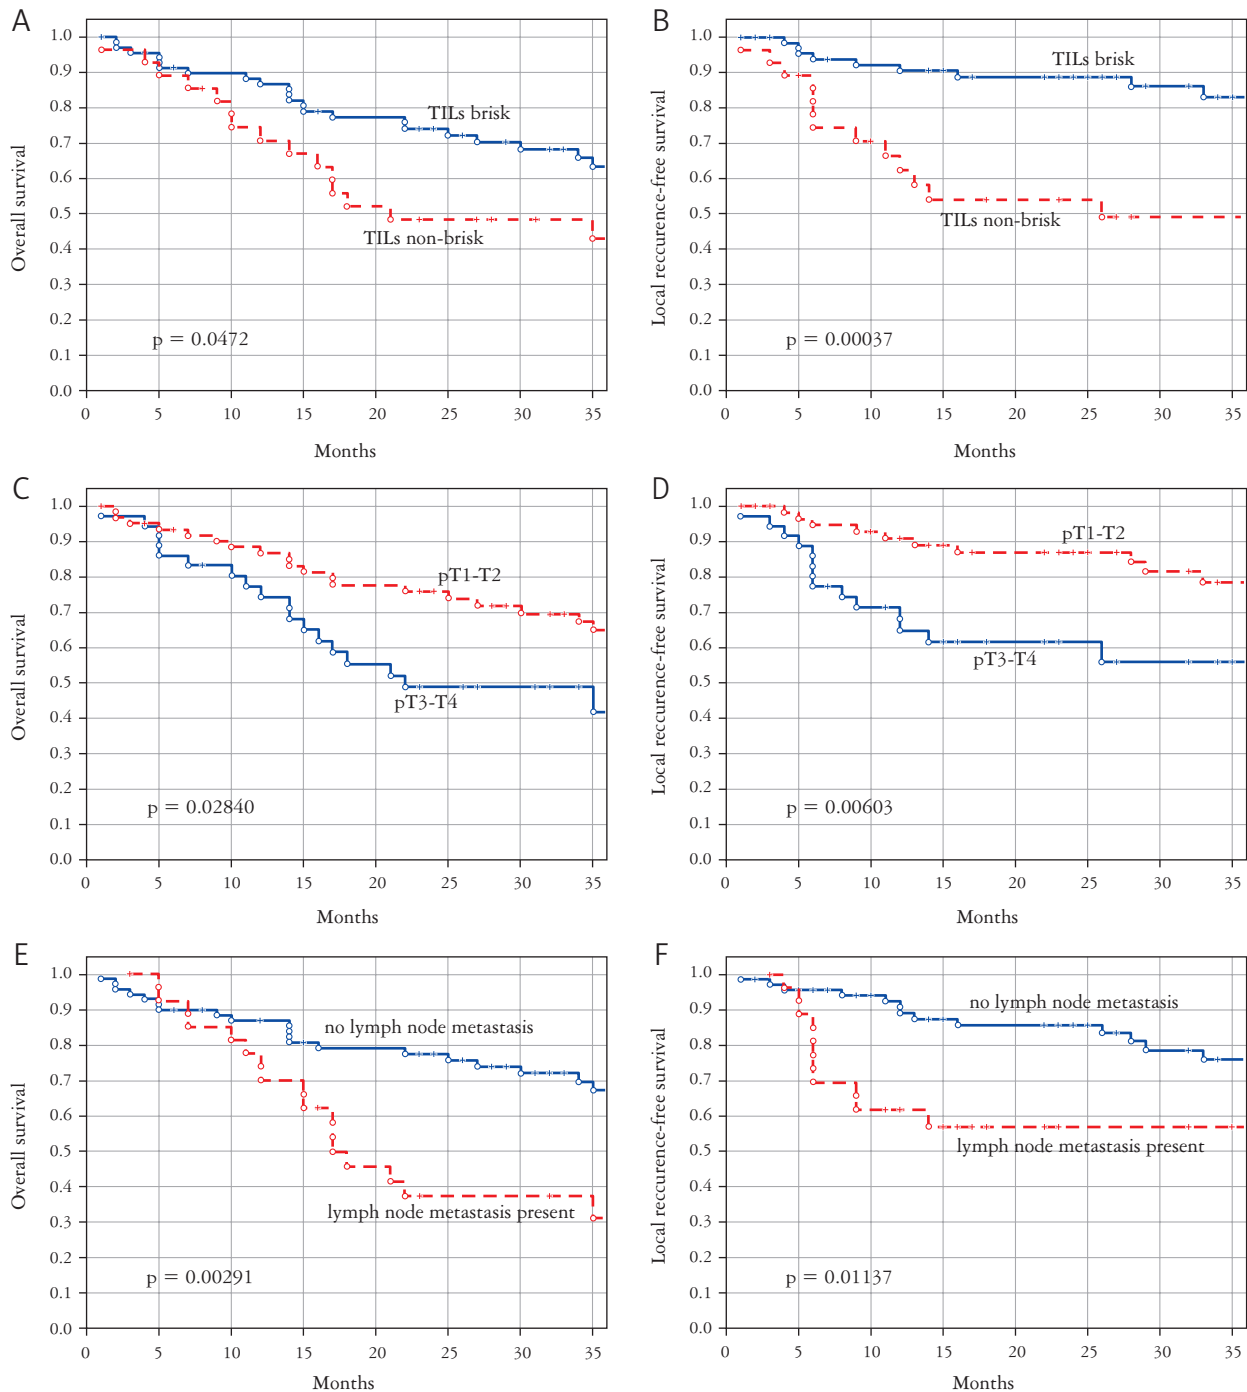 A
1.0
0.9
0.8
0.7
0.6
0.5
0.4
0.3
0.2
0.1
0.0
Overall survival
TILs brisk
TILs non-brisk
p = 0.0472
0 5 10 15 20 25 30 35
Months
B
1.0
0.9
0.8
0.7
0.6
0.5
0.4
0.3
0.2
0.1
0.0
Local reccurence-free survival
TILs brisk
TILs non-brisk
p = 0.00037
0 5 10 15 20 25 30 35
Months
C
1.0
0.9
0.8
0.7
0.6
0.5
0.4
0.3
0.2
0.1
0.0
Overall survival
pT1-T2
pT3-T4
p = 0.02840
0 5 10 15 20 25 30 35
Months
D
1.0
0.9
0.8
0.7
0.6
0.5
0.4
0.3
0.2
0.1
0.0
Local reccurence-free survival
pT1-T2
pT3-T4
p = 0.00603
0 5 10 15 20 25 30 35
Months
E
1.0
0.9
0.8
0.7
0.6
0.5
0.4
0.3
0.2
0.1
0.0
Overall survival
no lymph node metastasis
lymph node metastasis present
p = 0.00291
0 5 10 15 20 25 30 35
Months
F
1.0
0.9
0.8
0.7
0.6
0.5
0.4
0.3
0.2
0.1
0.0
Local reccurence-free survival
no lymph node metastasis
lymph node metastasis present
p = 0.01137
0 5 10 15 20 25 30 35
Months